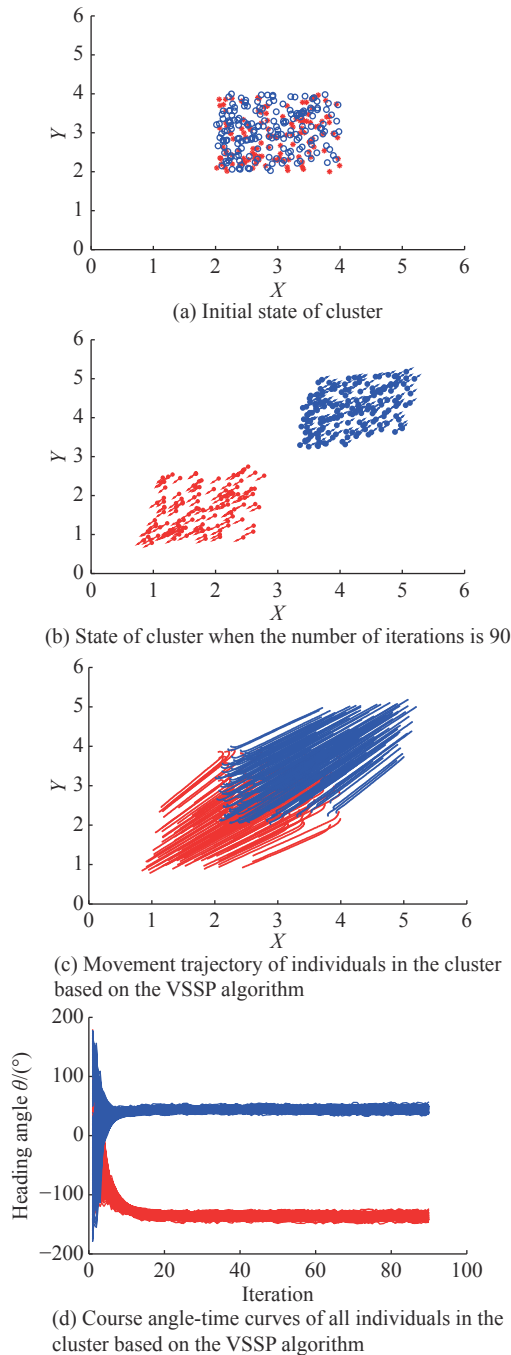 6
5
4
3
2
1
0
Y
0 1 2 3 4 5 6
X
(a) Initial state of cluster
6
5
4
3
2
1
0
Y
0 1 2 3 4 5 6
X
(b) State of cluster when the number of iterations is 90
6
5
4
3
2
1
0
Y
0 1 2 3 4 5 6
X
(c) Movement trajectory of individuals in the cluster
based on the VSSP algorithm
200
100
0
−100
−200
Heading angle θ/(°)
0 20 40 60 80 100
Iteration
(d) Course angle-time curves of all individuals in the
cluster based on the VSSP algorithm